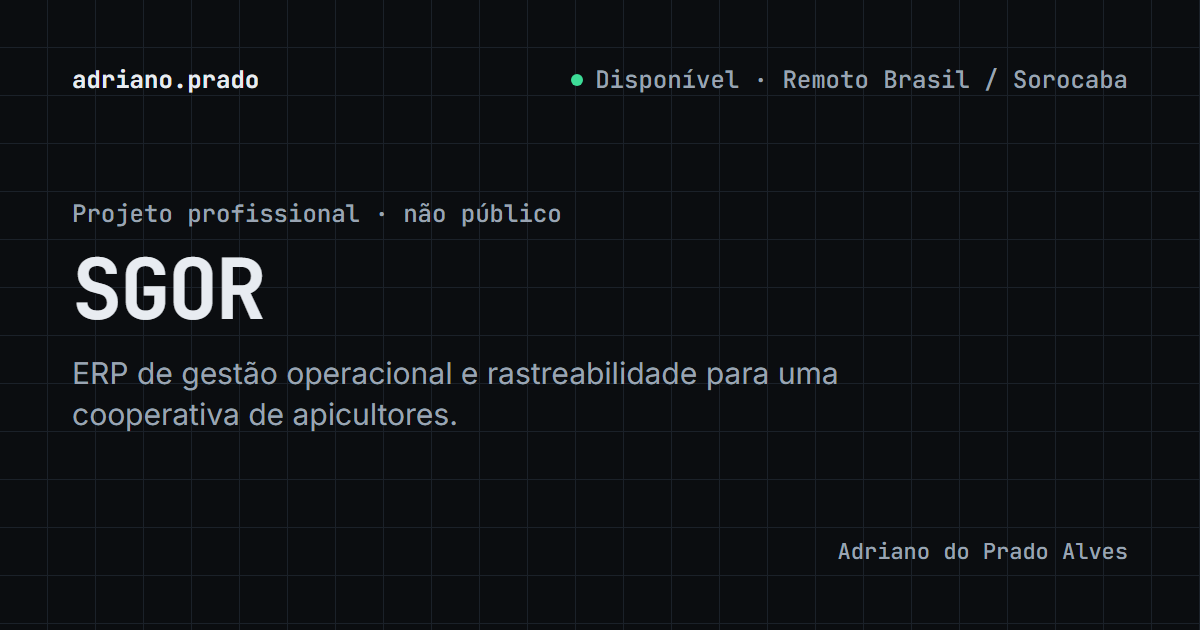 adriano.prado
Disponível · Remoto Brasil / Sorocaba
Projeto profissional · não público
SGOR
ERP de gestão operacional e rastreabilidade para uma
cooperativa de apicultores.
Adriano do Prado Alves